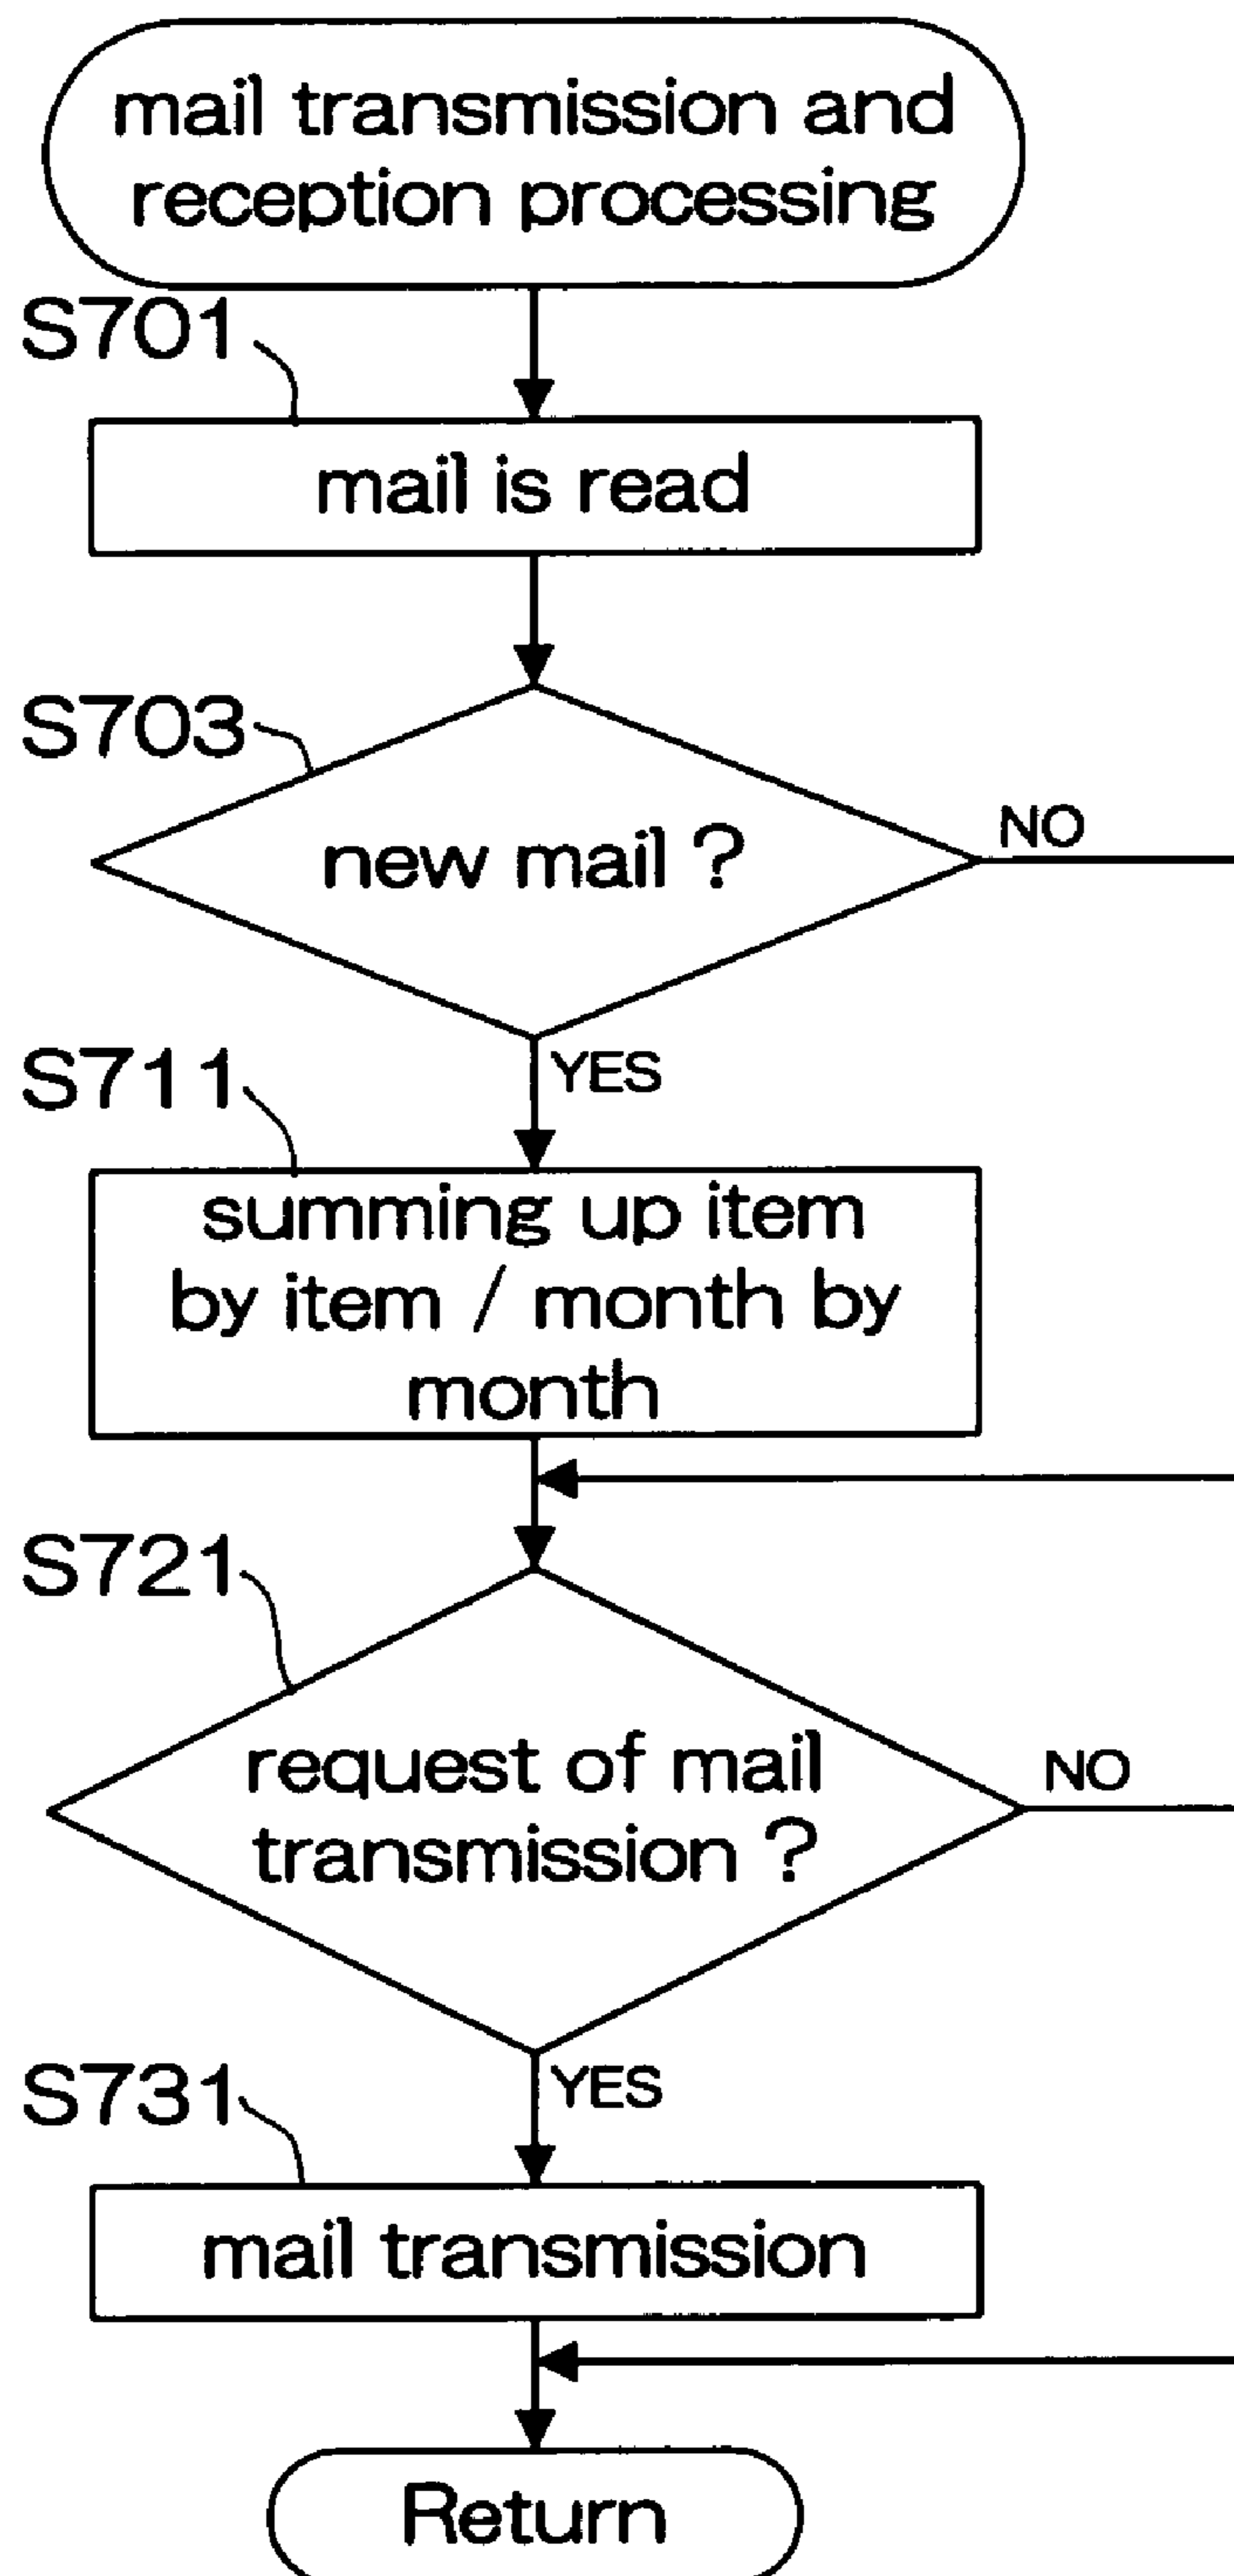 mail transmission and
reception processing
S701
mail is read
S703
new mail ?
NO
YES
S711
summing up item
by item / month by
month
S721
request of mail
transmission ?
NO
YES
S731
mail transmission
Return